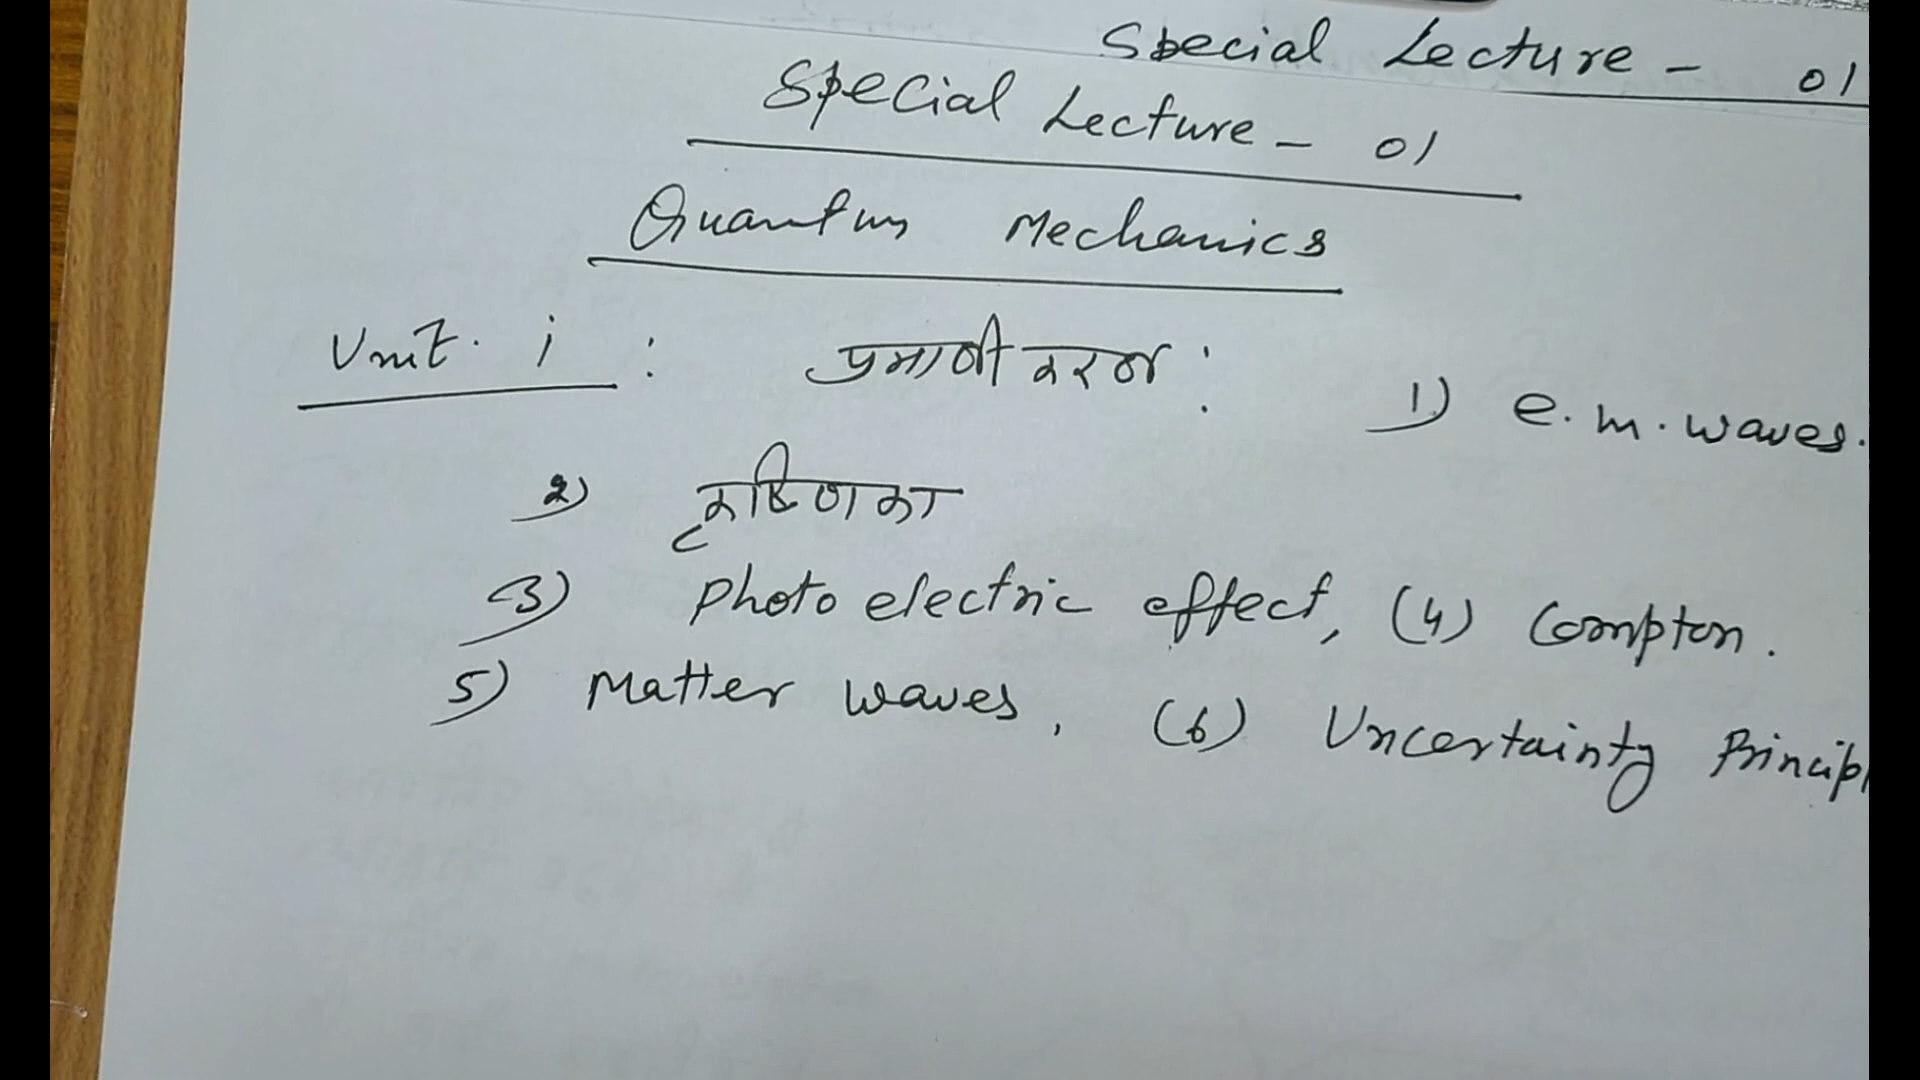 Special Lecture - 01
Special Lecture - 01
Quantum Mechanics
Unit. i : प्रमाणीकरण : 1) e.m. waves.
2) कृष्णिका
3) Photo electric effect, (4) Compton.
5) Matter waves, (6) Uncertainty Principl